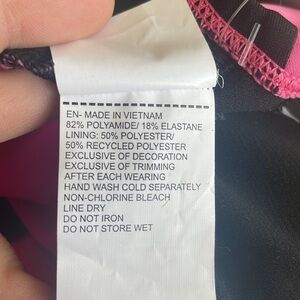 EN- MADE IN VIETNAM
82% POLYAMIDE/ 18% ELASTANE
LINING: 50% POLYESTER/
50% RECYCLED POLYESTER
EXCLUSIVE OF DECORATION
EXCLUSIVE OF TRIMMING
AFTER EACH WEARING
HAND WASH COLD SEPARATELY
NON-CHLORINE BLEACH
LINE DRY
DO NOT IRON
DO NOT STORE WET